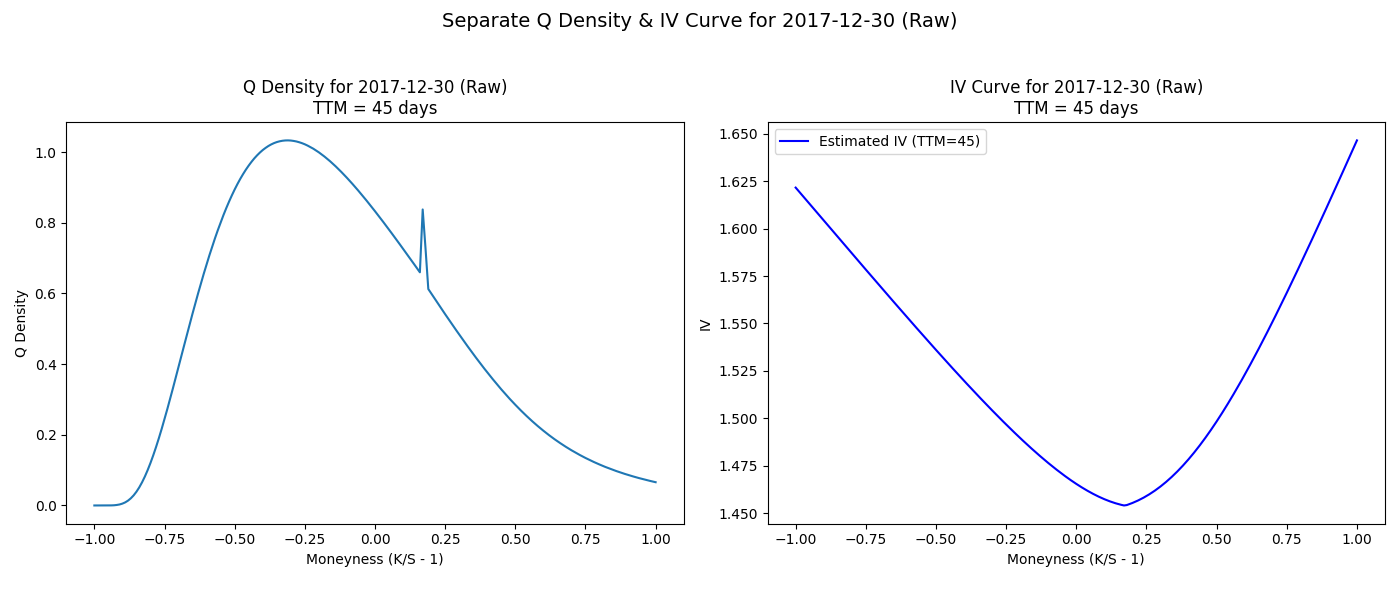 Separate Q Density & IV Curve for 2017-12-30 (Raw)
Q Density for 2017-12-30 (Raw)
TTM = 45 days
Q Density
1.0
0.8
0.6
0.4
0.2
0.0
−1.00 −0.75 −0.50 −0.25 0.00 0.25 0.50 0.75 1.00
Moneyness (K/S - 1)
IV Curve for 2017-12-30 (Raw)
TTM = 45 days
Estimated IV (TTM=45)
IV
1.650
1.625
1.600
1.575
1.550
1.525
1.500
1.475
1.450
−1.00 −0.75 −0.50 −0.25 0.00 0.25 0.50 0.75 1.00
Moneyness (K/S - 1)